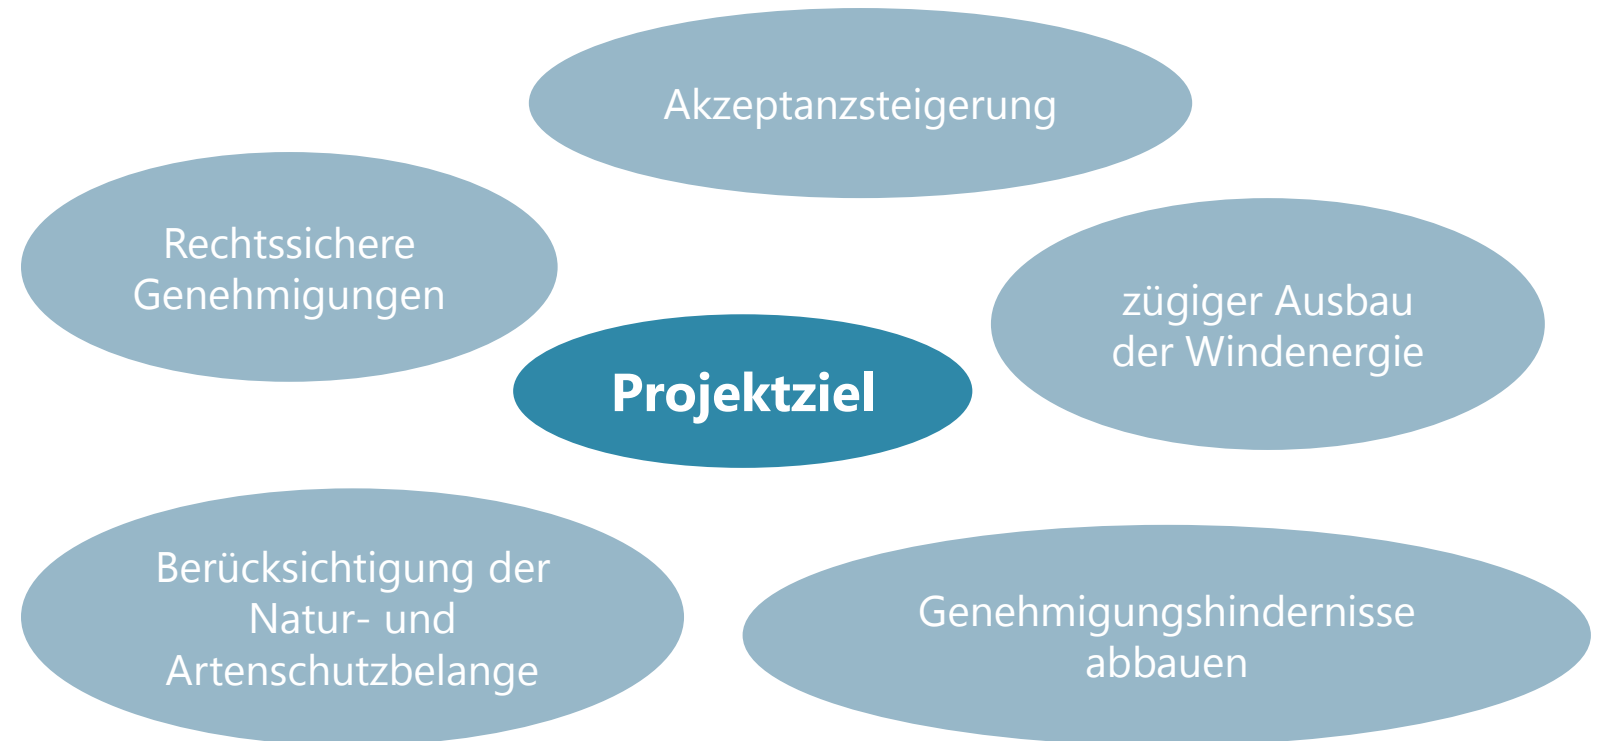 Akzeptanzsteigerung
Rechtssichere
Genehmigungen
zügiger Ausbau
der Windenergie
Projektziel
Berücksichtigung der
Natur- und
Artenschutzbelange
Genehmigungshindernisse
abbauen